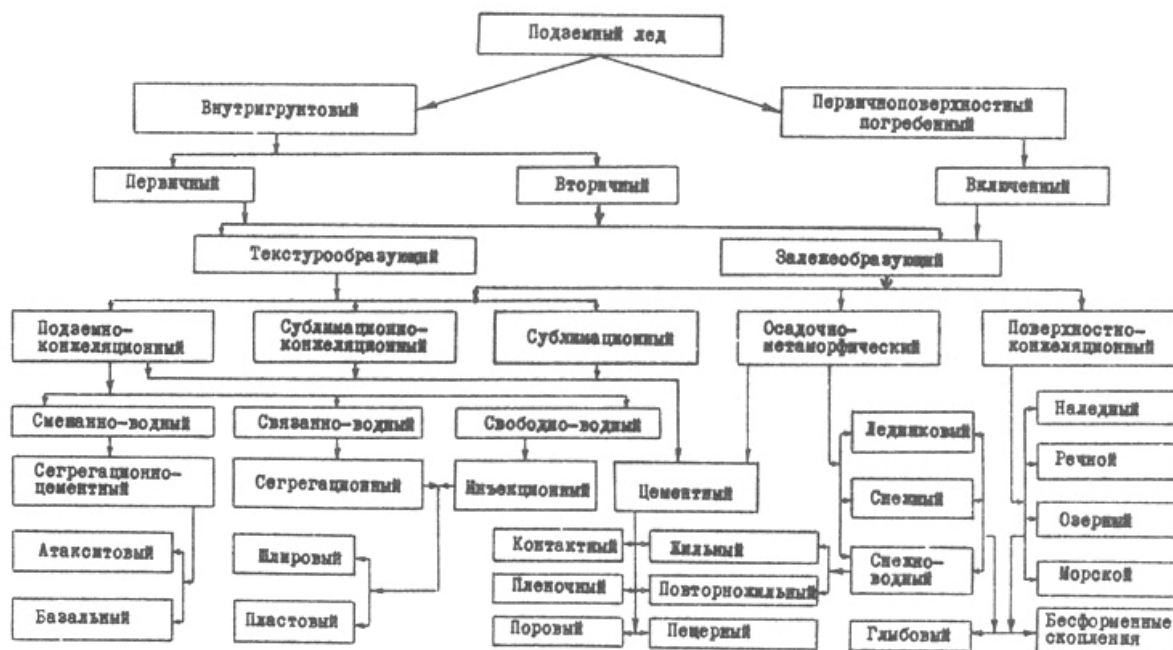 Подземный лед
Внутригрунтовый
Первичноповерхностный
погребенный
Первичный
Вторичный
Включенный
Текстурообразующий
Залежеобразующий
Подземно-
конжеляционный
Сублимационно-
конжеляционный
Сублимационный
Осадочно-
метаморфический
Поверхностно-
конжеляционный
Смешанно-водный
Связанно-водный
Свободно-водный
Ледниковый
Наледный
Сегрегационно-
цементный
Сегрегационный
Инъекционный
Цементный
Снежный
Речной
Атакситовый
Шлировый
Контактный
Жильный
Снежно-
водный
Озерный
Базальный
Пластовый
Пленочный
Повторножильный
Морской
Поровый
Пещерный
Глыбовый
Бесформенные
скопления